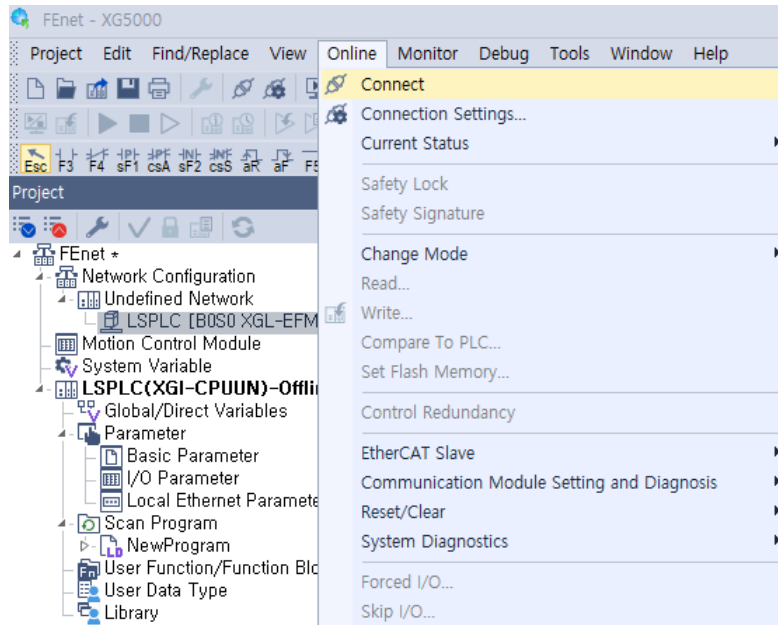 FEnet - XG5000
Project Edit Find/Replace View Online Monitor Debug Tools Window Help
Esc F3 F4 sF1 csA sF2 csS aR aF F5
Project
FEnet *
Network Configuration
Undefined Network
LSPLC [B0S0 XGL-EFM
Motion Control Module
System Variable
LSPLC(XGI-CPUUN)-Offli
Global/Direct Variables
Parameter
Basic Parameter
I/O Parameter
Local Ethernet Paramete
Scan Program
NewProgram
User Function/Function Blo
User Data Type
Library
Connect
Connection Settings...
Current Status
Safety Lock
Safety Signature
Change Mode
Read...
Write...
Compare To PLC...
Set Flash Memory...
Control Redundancy
EtherCAT Slave
Communication Module Setting and Diagnosis
Reset/Clear
System Diagnostics
Forced I/O...
Skip I/O...